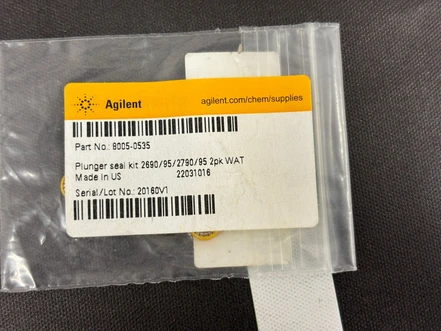 Agilent
agilent.com/chem/supplies
Part No.: 8005-0535
Plunger seal kit 2690/95/2790/95 2pk WAT
Made in US 22031016
Serial/Lot No.: 20160V1